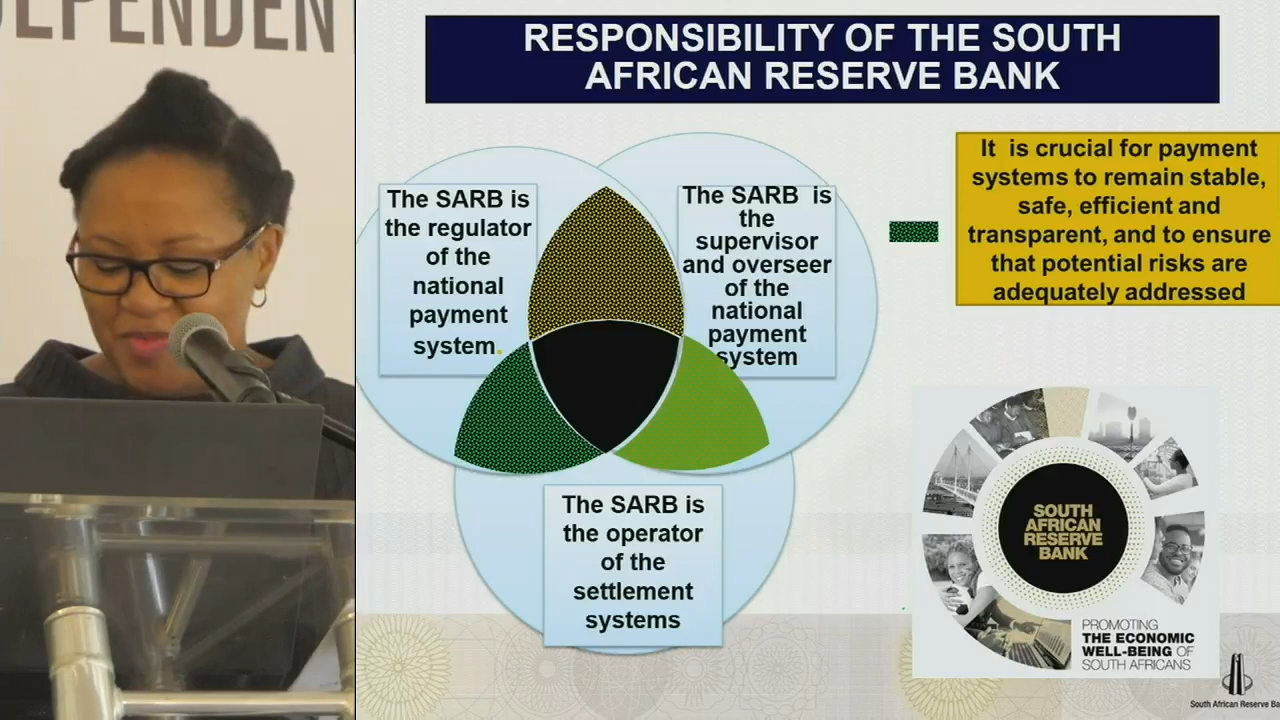 DEPENDEN
RESPONSIBILITY OF THE SOUTH
AFRICAN RESERVE BANK
The SARB is
the regulator
of the
national
payment
system.
The SARB  is
the
supervisor
and overseer
of the
national
payment
system
The SARB is
the operator
of the
settlement
systems
It  is crucial for payment
systems to remain stable,
safe, efficient and
transparent, and to ensure
that potential risks are
adequately addressed
SOUTH
AFRICAN
RESERVE
BANK
PROMOTING
THE ECONOMIC
WELL-BEING OF
SOUTH AFRICANS
South African Reserve Ba